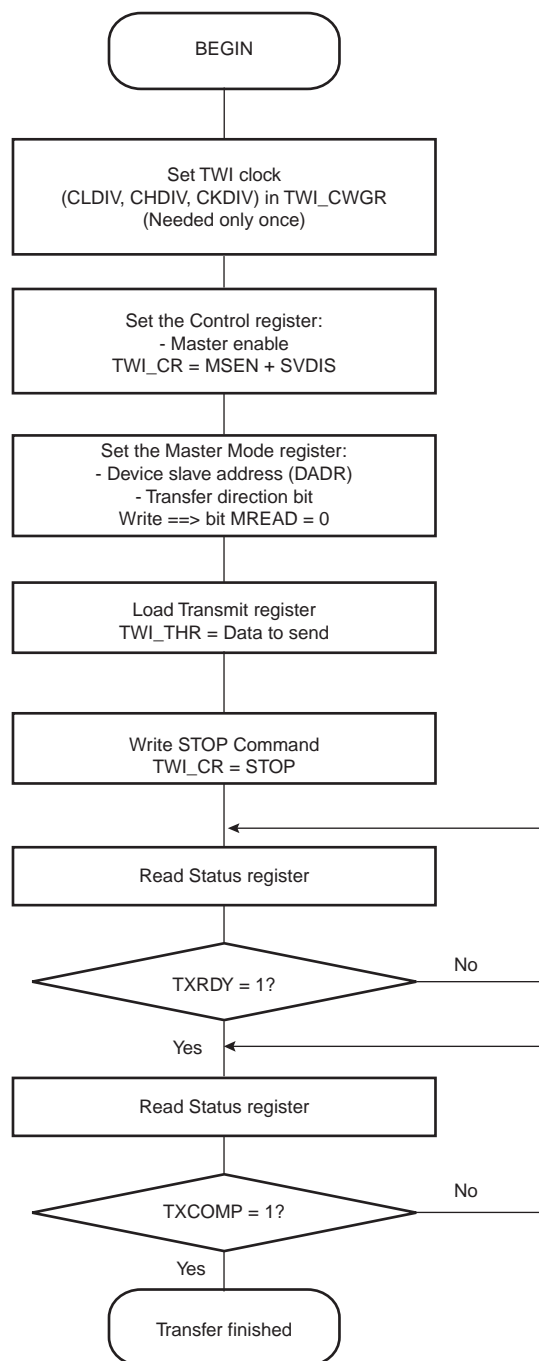 BEGIN
Set TWI clock
(CLDIV, CHDIV, CKDIV) in TWI_CWGR
(Needed only once)
Set the Control register:
- Master enable
TWI_CR = MSEN + SVDIS
Set the Master Mode register:
- Device slave address (DADR)
- Transfer direction bit
Write ==> bit MREAD = 0
Load Transmit register
TWI_THR = Data to send
Write STOP Command
TWI_CR = STOP
Read Status register
No
TXRDY = 1?
Yes
Read Status register
No
TXCOMP = 1?
Yes
Transfer finished